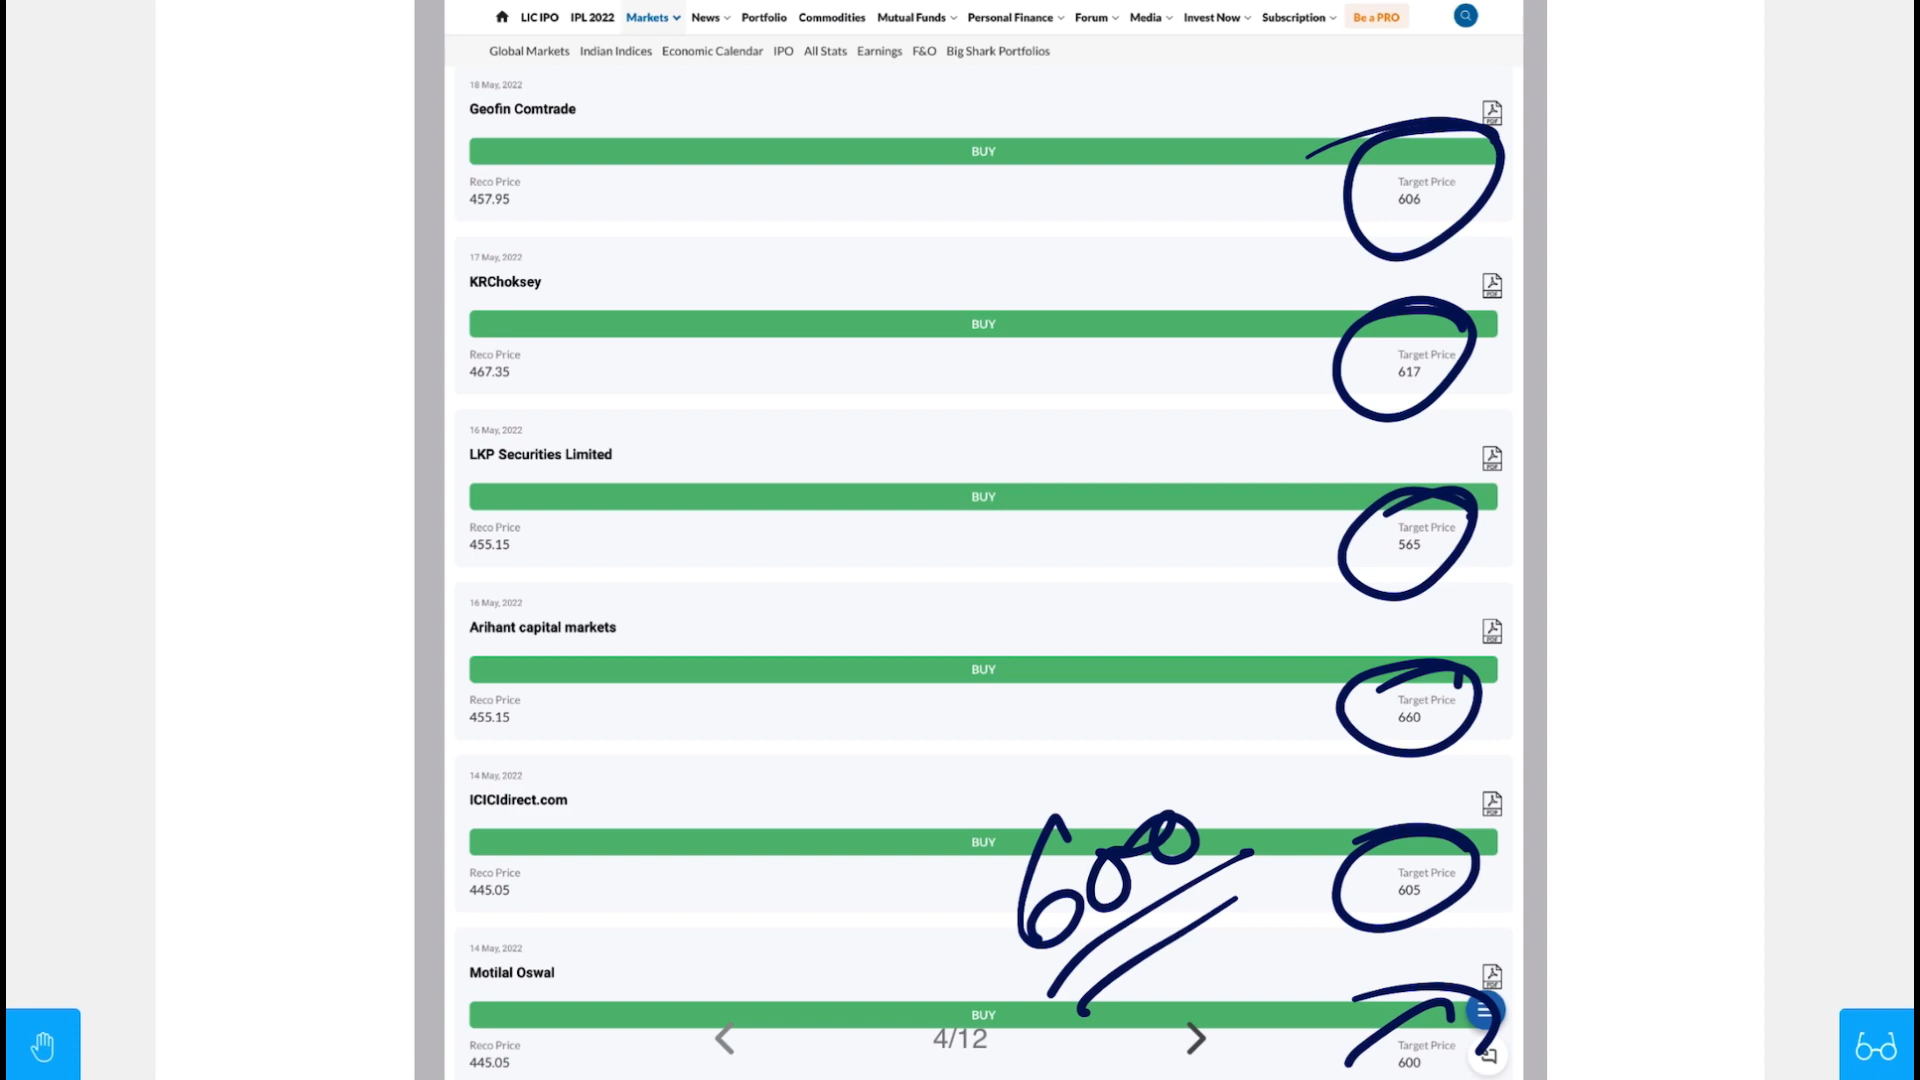 LIC IPO IPL 2022 Markets News Portfolio Commodities Mutual Funds Personal Finance Forum Media Invest Now Subscription Be a PRO
Global Markets Indian Indices Economic Calendar IPO All Stats Earnings F&O Big Shark Portfolios
18 May, 2022
Geofin Comtrade
PDF
BUY
Reco Price Target Price
457.95 606
17 May, 2022
KRChoksey
PDF
BUY
Reco Price Target Price
467.35 617
16 May, 2022
LKP Securities Limited
PDF
BUY
Reco Price Target Price
455.15 565
16 May, 2022
Arihant capital markets
PDF
BUY
Reco Price Target Price
455.15 660
14 May, 2022
ICICIdirect.com
PDF
BUY
600
Reco Price Target Price
445.05 605
14 May, 2022
Motilal Oswal
PDF
BUY
4/12
Reco Price Target Price
445.05 600